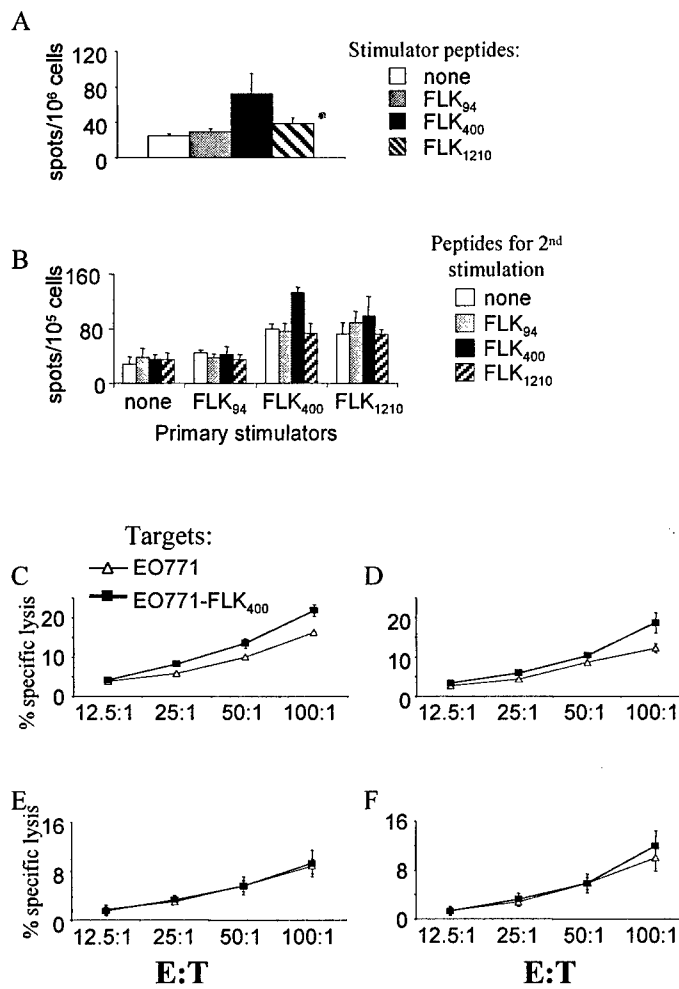 A
spots/10⁶ cells
120
80
40
0
Stimulator peptides:
none
FLK₉₄
FLK₄₀₀
FLK₁₂₁₀
*
B
spots/10⁵ cells
160
80
0
none FLK₉₄ FLK₄₀₀ FLK₁₂₁₀
Primary stimulators
Peptides for 2ⁿᵈ
stimulation
none
FLK₉₄
FLK₄₀₀
FLK₁₂₁₀
Targets:
EO771
EO771-FLK₄₀₀
C
% specific lysis
20
10
0
12.5:1 25:1 50:1 100:1
D
20
10
0
12.5:1 25:1 50:1 100:1
E
% specific lysis
16
8
0
12.5:1 25:1 50:1 100:1
E:T
F
16
8
0
12.5:1 25:1 50:1 100:1
E:T